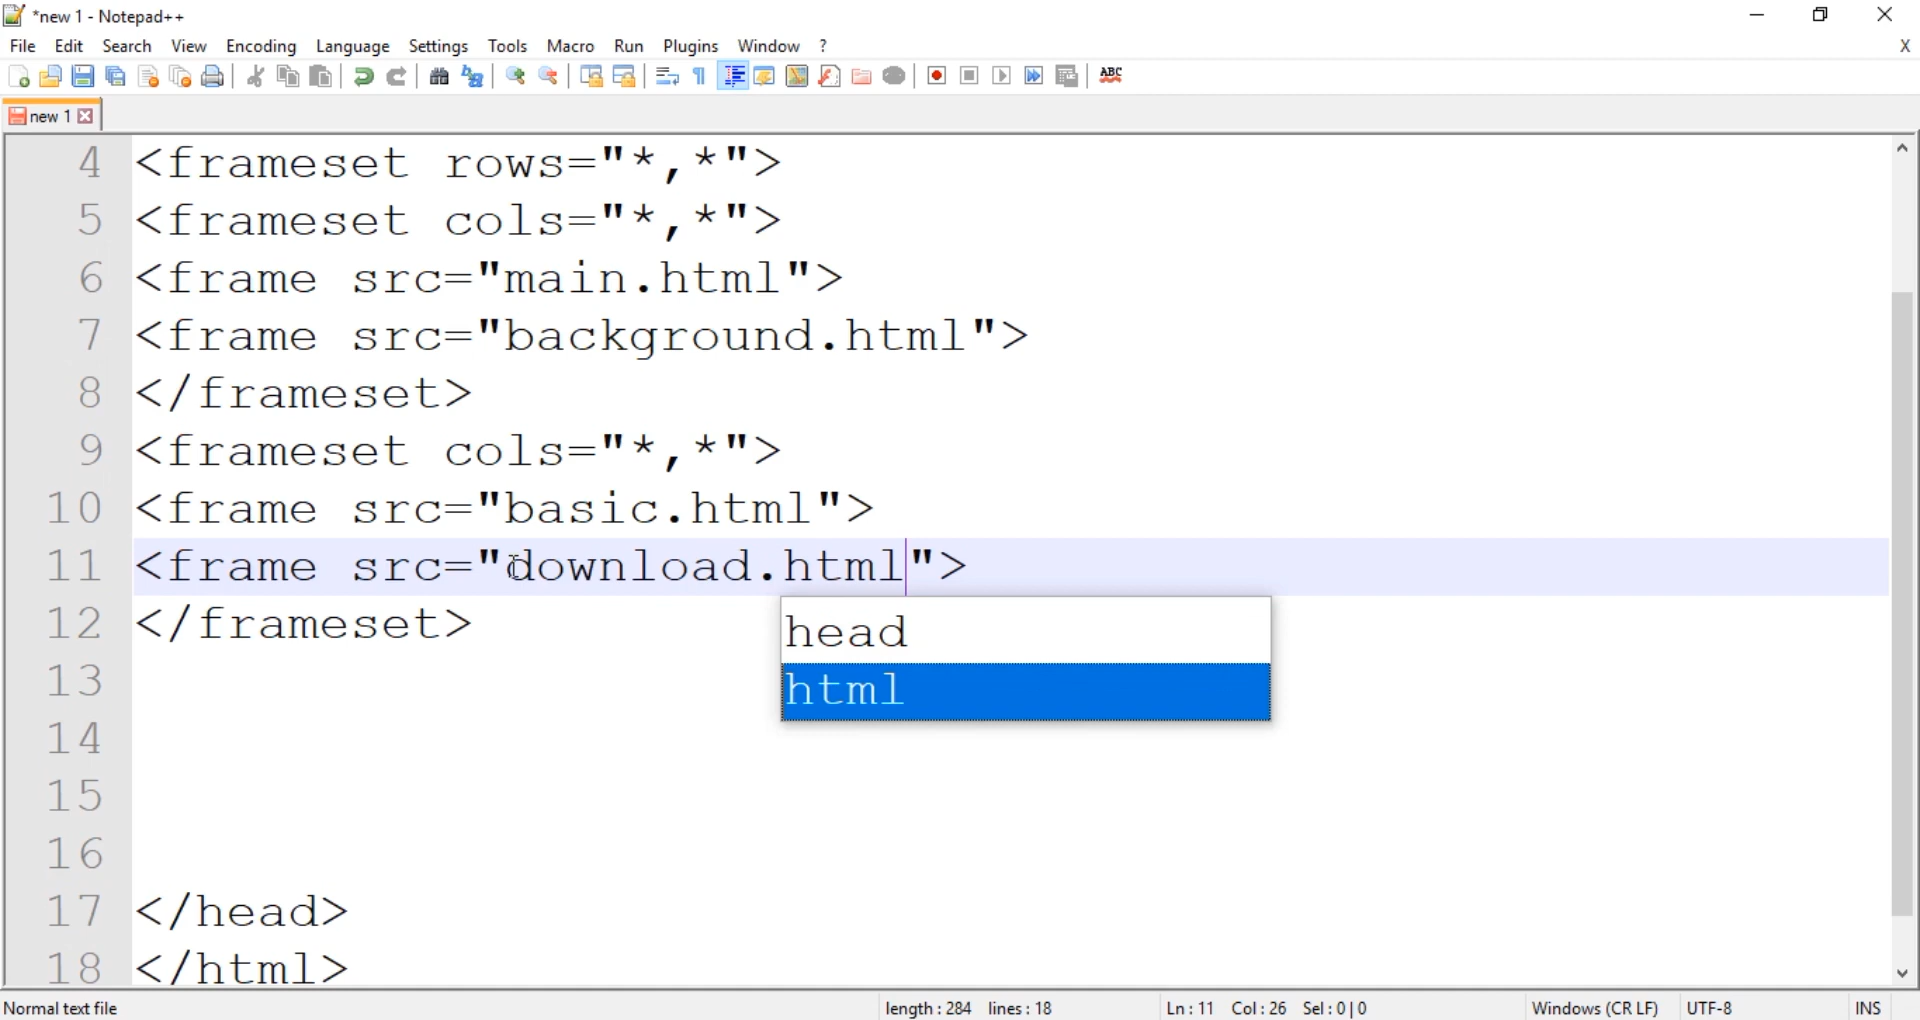 *new 1 - Notepad++
File Edit Search View Encoding Language Settings Tools Macro Run Plugins Window ? X
ABC
new 1
4 <frameset rows="*,*">
5 <frameset cols="*,*">
6 <frame src="main.html">
7 <frame src="background.html">
8 </frameset>
9 <frameset cols="*,*">
10 <frame src="basic.html">
11 <frame src="download.html">
12 </frameset>
head
13
html
14
15
16
17 </head>
18 </html>
Normal text file length : 284 lines : 18 Ln : 11 Col : 26 Sel : 0 | 0 Windows (CR LF) UTF-8 INS